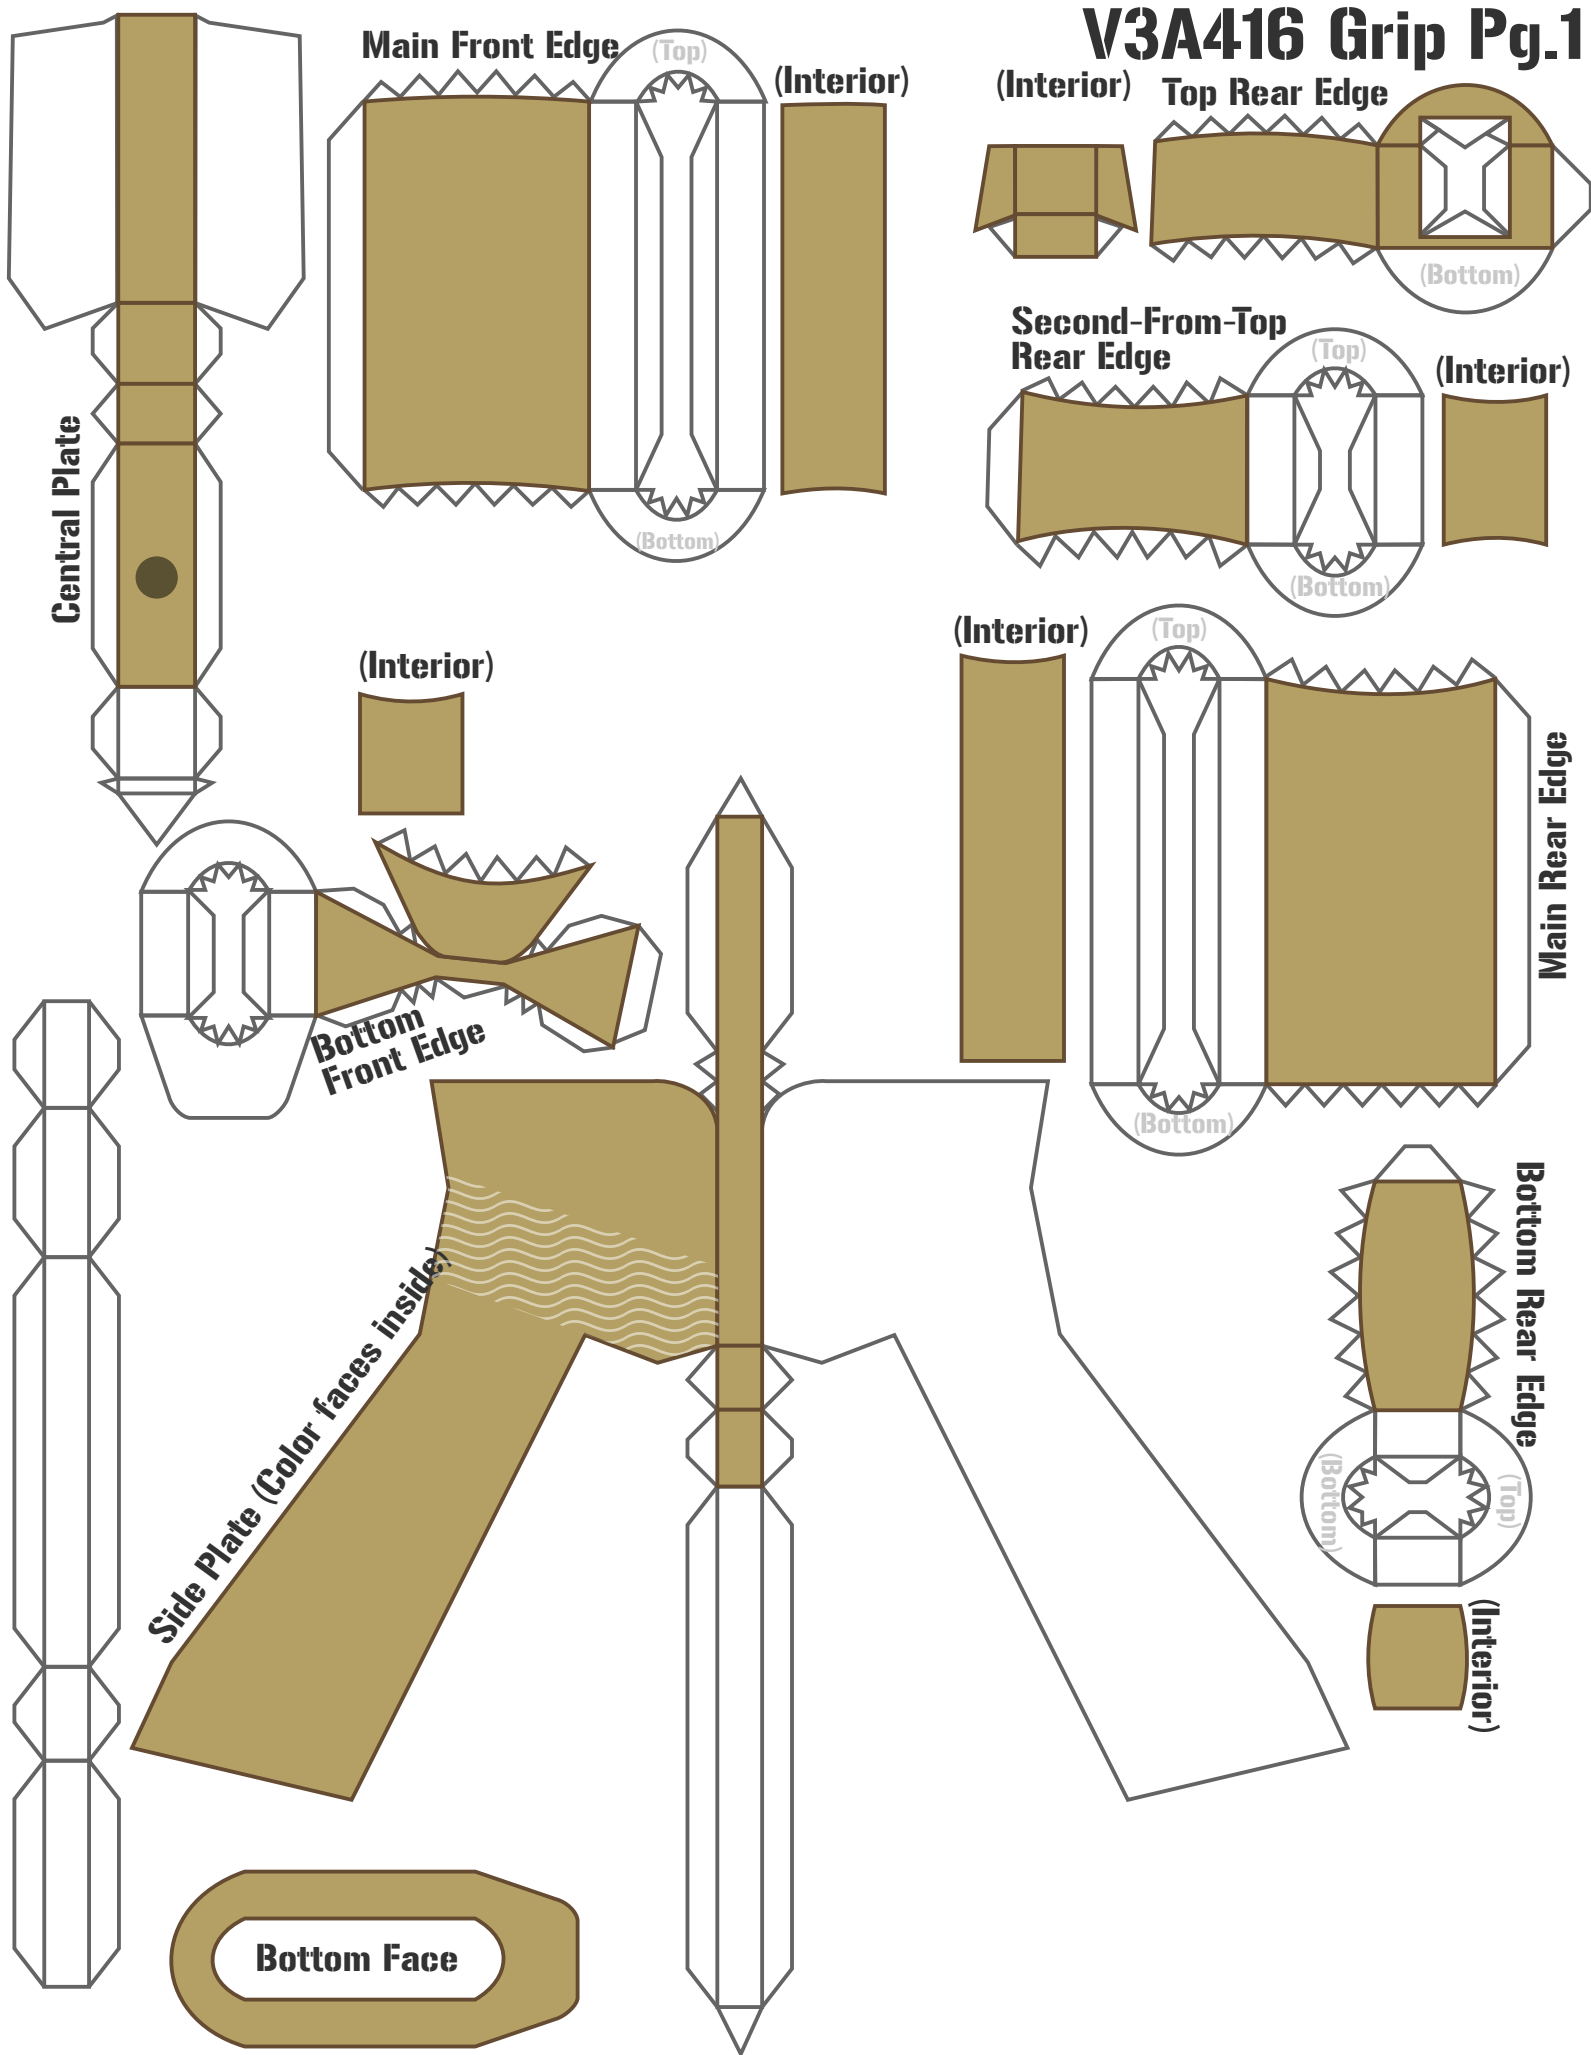 V3A416 Grip Pg.1
Main Front Edge
(Top)
(Interior)
(Bottom)
(Interior)
Top Rear Edge
(Bottom)
Second-From-Top
Rear Edge
(Top)
(Interior)
(Bottom)
Central Plate
(Interior)
(Interior)
(Top)
(Bottom)
Main Rear Edge
Bottom
Front Edge
Side Plate (Color faces inside)
Bottom Rear Edge
(Bottom)
(Top)
(Interior)
Bottom Face